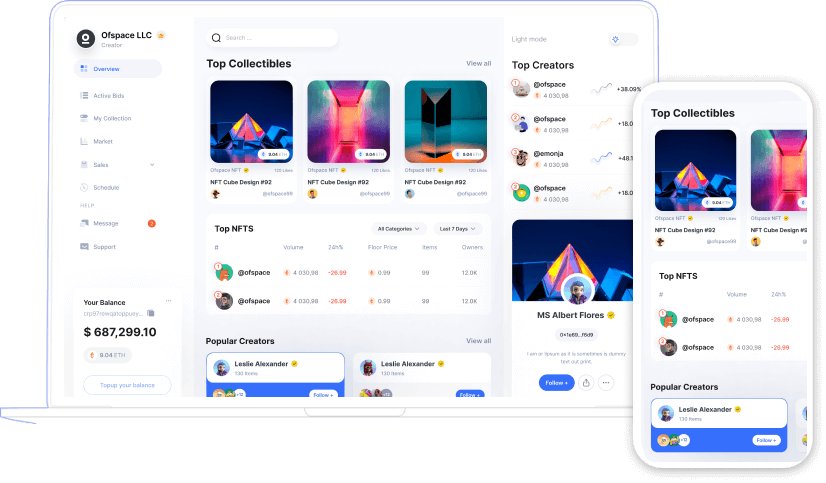 Ofspace LLC
Creator
Overview
Active Bids
My Collection
Market
Sales
Schedule
HELP
Message
2
Support
Your Balance
crp97rewqatoppuey...
$ 687,299.10
9.04 ETH
Topup your balance
Search ...
Top Collectibles
View all
9.04 ETH
9.04 ETH
9.04 ETH
Ofspace NFT
120 Likes
Ofspace NFT
120 Likes
Ofspace NFT
120 Likes
NFT Cube Design #92
NFT Cube Design #92
NFT Cube Design #92
@ofspace99
@ofspace99
@ofspace99
Top NFTS
All Categories
Last 7 Days
# Volume 24h% Floor Price Items Owners
1 @ofspace 4 030,98 -26.99 0.99 99 12.0K
2 @ofspace 4 030,98 -26.99 0.99 99 12.0K
Popular Creators
View all
Leslie Alexander
130 Items
+12
Follow +
Leslie Alexander
130 Items
+12
Follow +
Light mode
Top Creators
1 @ofspace
4 030,98
+38.09%
2 @ofspace
4 030,98
+18.0
3 @emonja
4 030,98
+48.1
@ofspace
4 030,98
+18.0
MS Albert Flores
I am or Ipsum as it is sometimes is dummy
text out print.
Follow +
Top Collectibles
9.04 ETH
Ofspace NFT
120 Likes
Ofspace NFT
NFT Cube Design #92
NFT Cube Desig
@ofspace99
Top NFTS
# Volume 24h%
1 @ofspace 4 030,98 -26.99
2 @ofspace 4 030,98 -26.99
Popular Creators
Leslie Alexander
130 Items
+12
Follow +